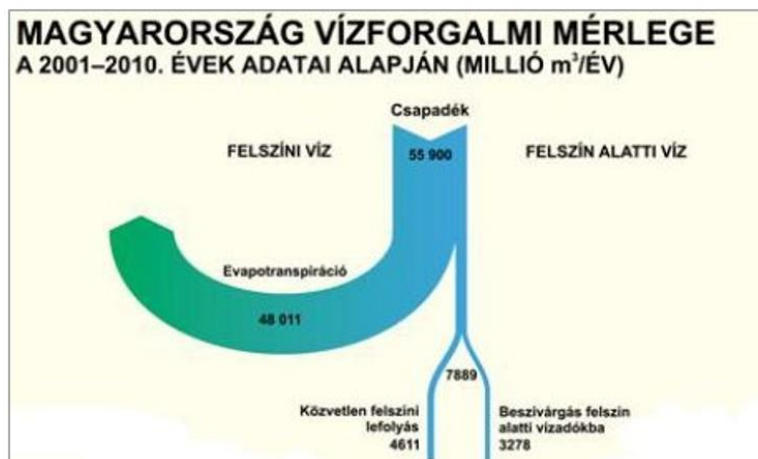 MAGYARORSZÁG VÍZFORGALMI MÉRLEGE
A 2001–2010. ÉVEK ADATAI ALAPJÁN (MILLIÓ m³/ÉV)
Csapadék
55 900
FELSZÍNI VÍZ
FELSZÍN ALATTI VÍZ
Evapotranspiráció
48 011
7889
Közvetlen felszíni
lefolyás
4611
Beszivárgás felszín
alatti vízadókba
3278